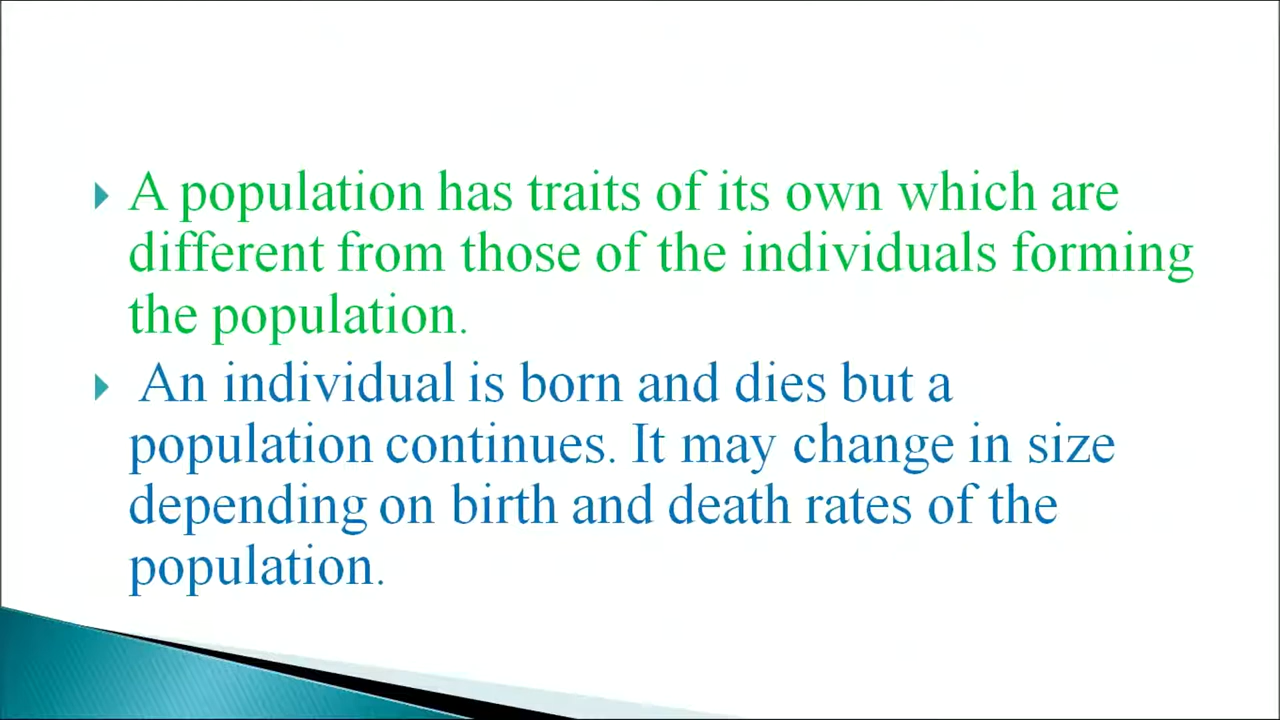 A population has traits of its own which are
different from those of the individuals forming
the population.
An individual is born and dies but a
population continues. It may change in size
depending on birth and death rates of the
population.